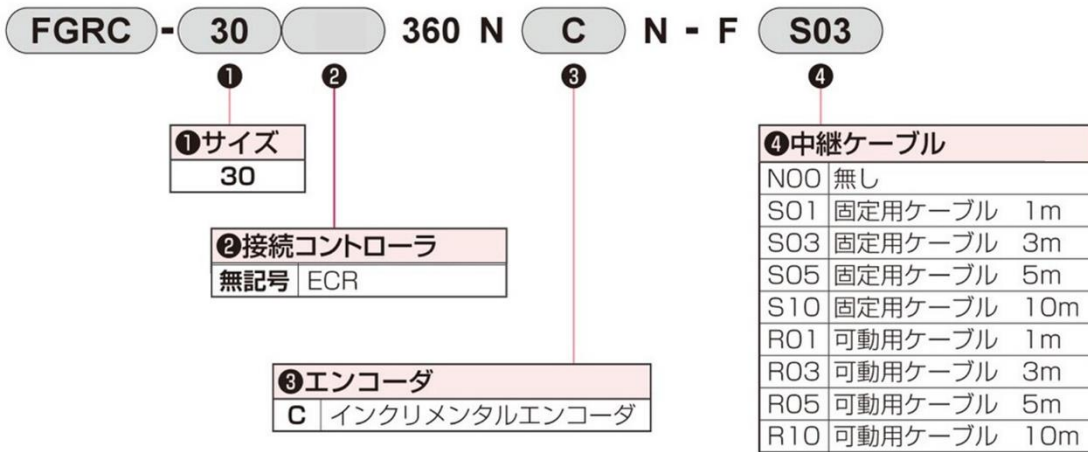 FGRC - 30 360 N C N - F S03
❶ ❷ ❸ ❹
❶サイズ
30
❷接続コントローラ
無記号 ECR
❸エンコーダ
C インクリメンタルエンコーダ
❹中継ケーブル
N00 無し
S01 固定用ケーブル 1m
S03 固定用ケーブル 3m
S05 固定用ケーブル 5m
S10 固定用ケーブル 10m
R01 可動用ケーブル 1m
R03 可動用ケーブル 3m
R05 可動用ケーブル 5m
R10 可動用ケーブル 10m